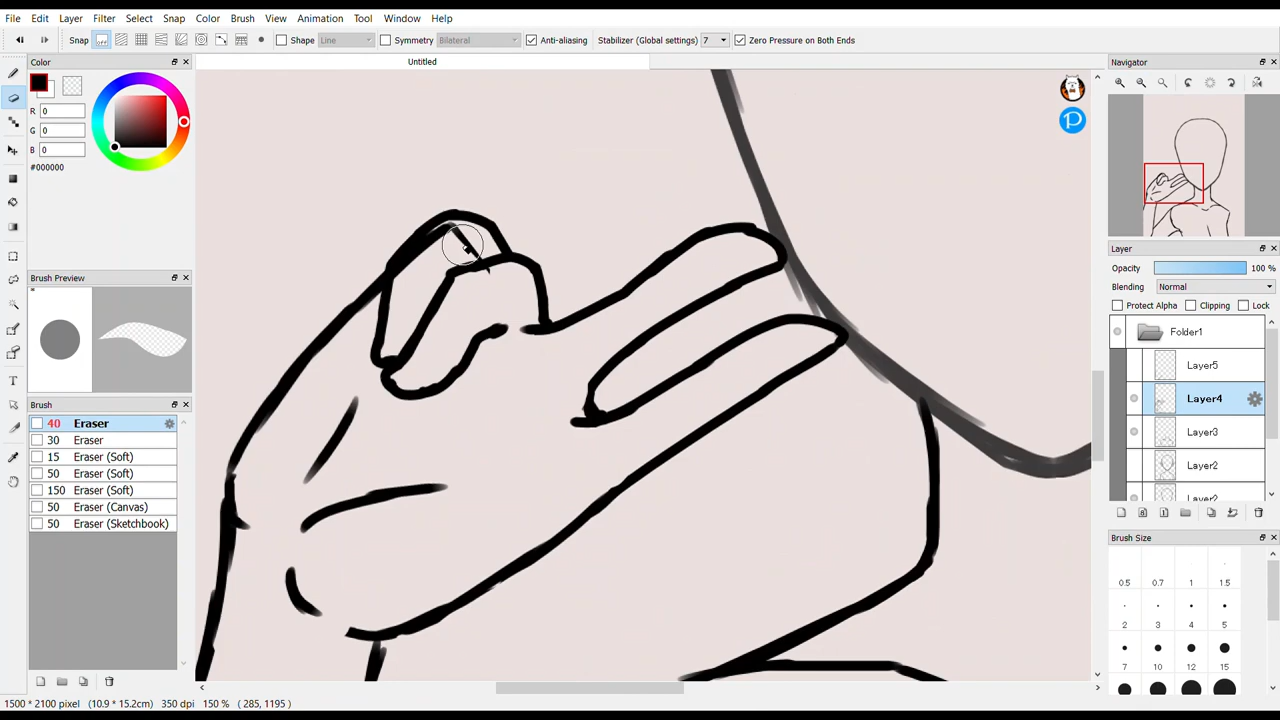 File Edit Layer Filter Select Snap Color Brush View Animation Tool Canvas Window Help
Snap off Shape Line Symmetry Bilateral Anti-aliasing Stabilizer (Global settings) 7 Zero Pressure on Both Ends
Color
Untitled
Navigator
R 0
G 0
B 0
#000000
Layer
Opacity 100 %
Blending Normal
Protect Alpha Clipping Lock
Folder1
Layer5
Layer4
Layer3
Layer2
Layer2
Brush Preview
Brush
40 Eraser
30 Eraser
15 Eraser (Soft)
50 Eraser (Soft)
150 Eraser (Soft)
50 Eraser (Canvas)
50 Eraser (Sketchbook)
Brush Size
0.5 0.7 1 1.5
2 3 4 5
7 10 12 15
1500 * 2100 pixel (10.9 * 15.2cm) 350 dpi 150 % ( 285, 1195 )